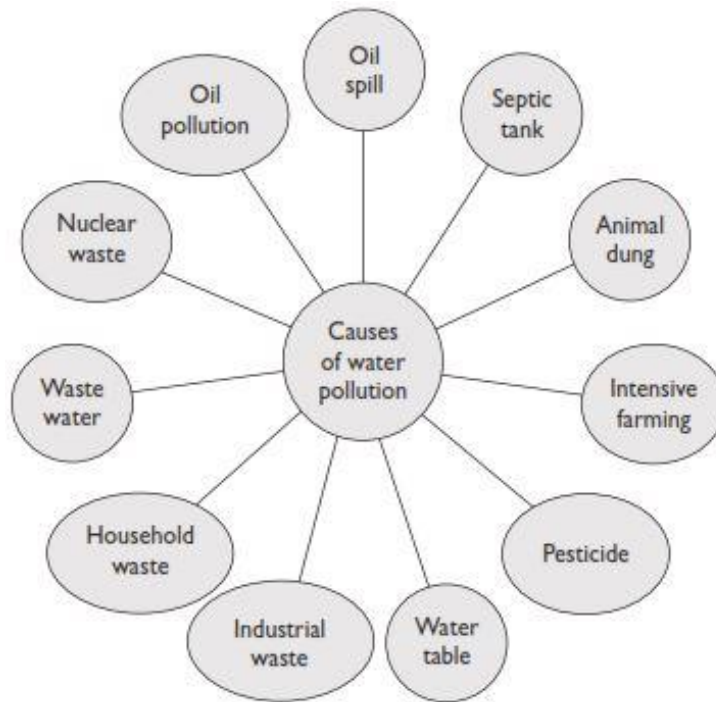 Oil
spill
Septic
tank
Animal
dung
Intensive
farming
Pesticide
Water
table
Industrial
waste
Household
waste
Waste
water
Nuclear
waste
Oil
pollution
Causes
of water
pollution